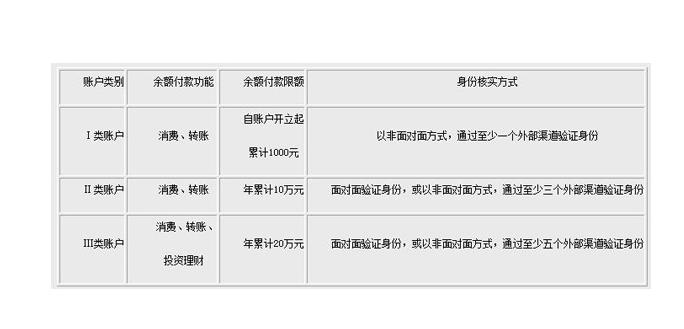 账户类别 余额付款功能 余额付款限额 身份核实方式
自账户开立起
Ⅰ类账户 消费、转账 以非面对面方式，通过至少一个外部渠道验证身份
累计1000元
Ⅱ类账户 消费、转账 年累计10万元 面对面验证身份，或以非面对面方式，通过至少三个外部渠道验证身份
消费、转账、
III类账户 年累计20万元 面对面验证身份，或以非面对面方式，通过至少五个外部渠道验证身份
投资理财